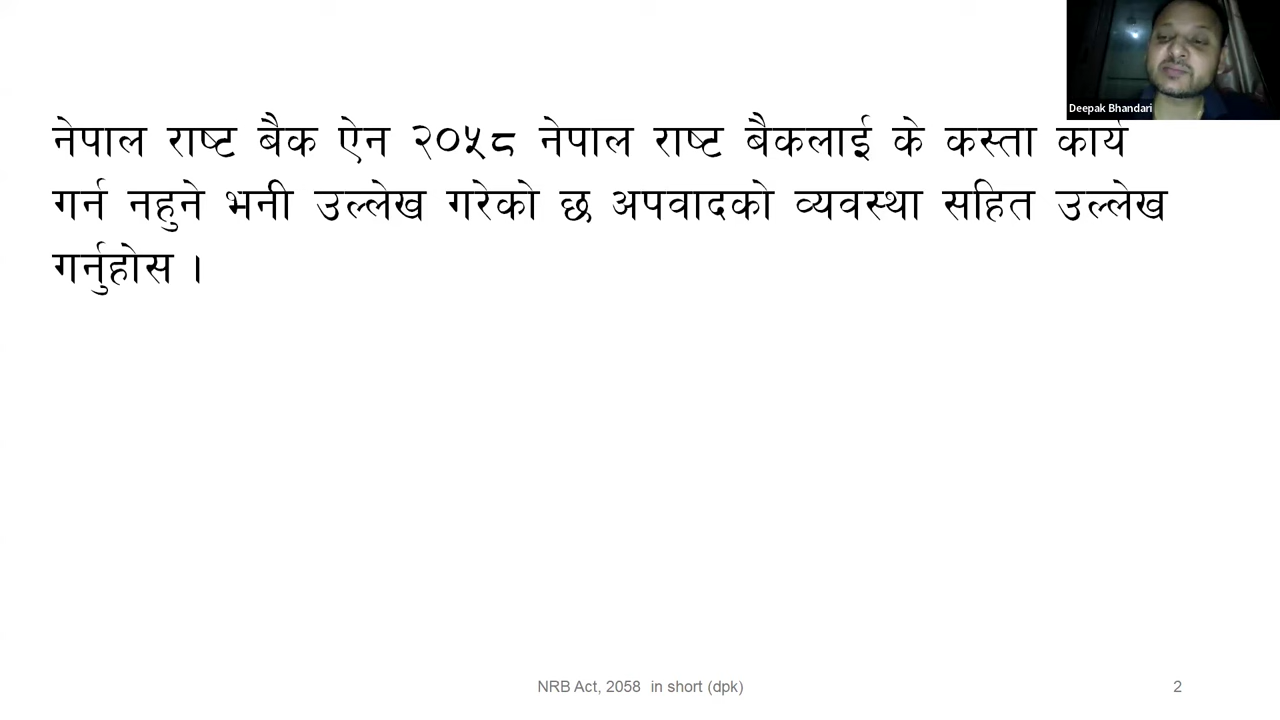 Deepak Bhandari
नेपाल राष्ट बैक ऐन २०५८ नेपाल राष्ट बैकलाई के कस्ता कार्य
गर्न नहुने भनी उल्लेख गरेको छ अपवादको व्यवस्था सहित उल्लेख
गर्नुहोस ।
NRB Act, 2058 in short (dpk)
2